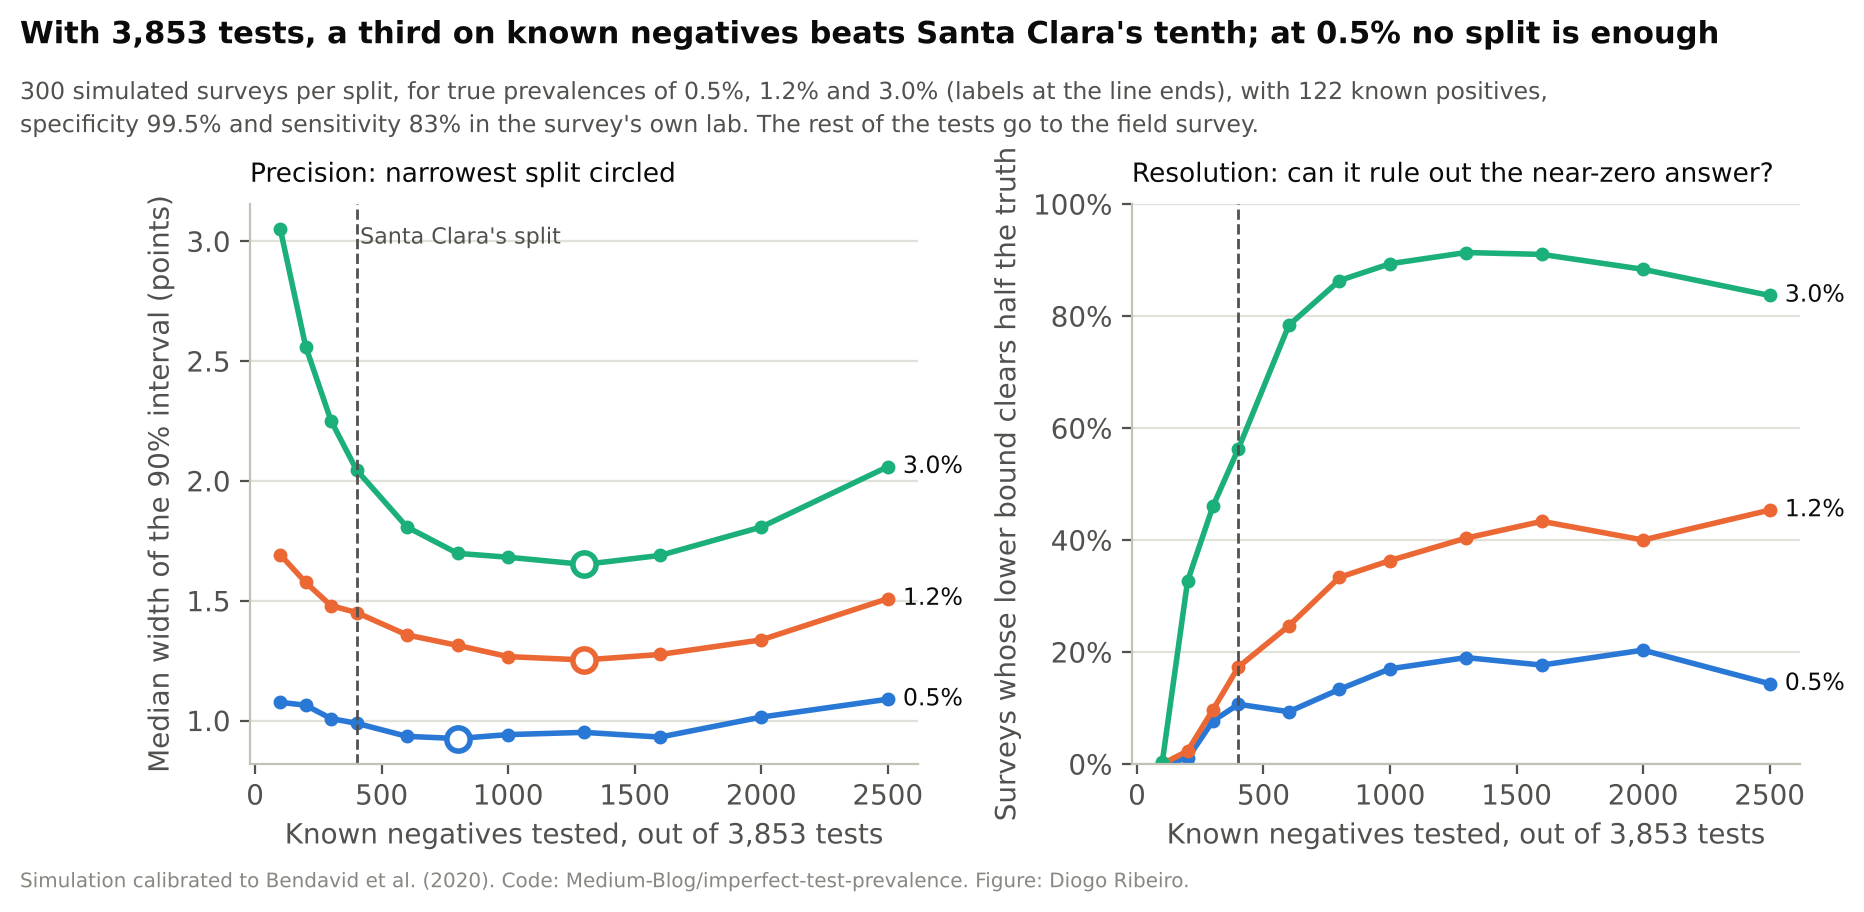 With 3,853 tests, a third on known negatives beats Santa Clara's tenth; at 0.5% no split is enough
300 simulated surveys per split, for true prevalences of 0.5%, 1.2% and 3.0% (labels at the line ends), with 122 known positives,
specificity 99.5% and sensitivity 83% in the survey's own lab. The rest of the tests go to the field survey.
Precision: narrowest split circled
Median width of the 90% interval (points)
3.0
2.5
2.0
1.5
1.0
Santa Clara's split
3.0%
1.2%
0.5%
0 500 1000 1500 2000 2500
Known negatives tested, out of 3,853 tests
Resolution: can it rule out the near-zero answer?
Surveys whose lower bound clears half the truth
100%
80%
60%
40%
20%
0%
3.0%
1.2%
0.5%
0 500 1000 1500 2000 2500
Known negatives tested, out of 3,853 tests
Simulation calibrated to Bendavid et al. (2020). Code: Medium-Blog/imperfect-test-prevalence. Figure: Diogo Ribeiro.